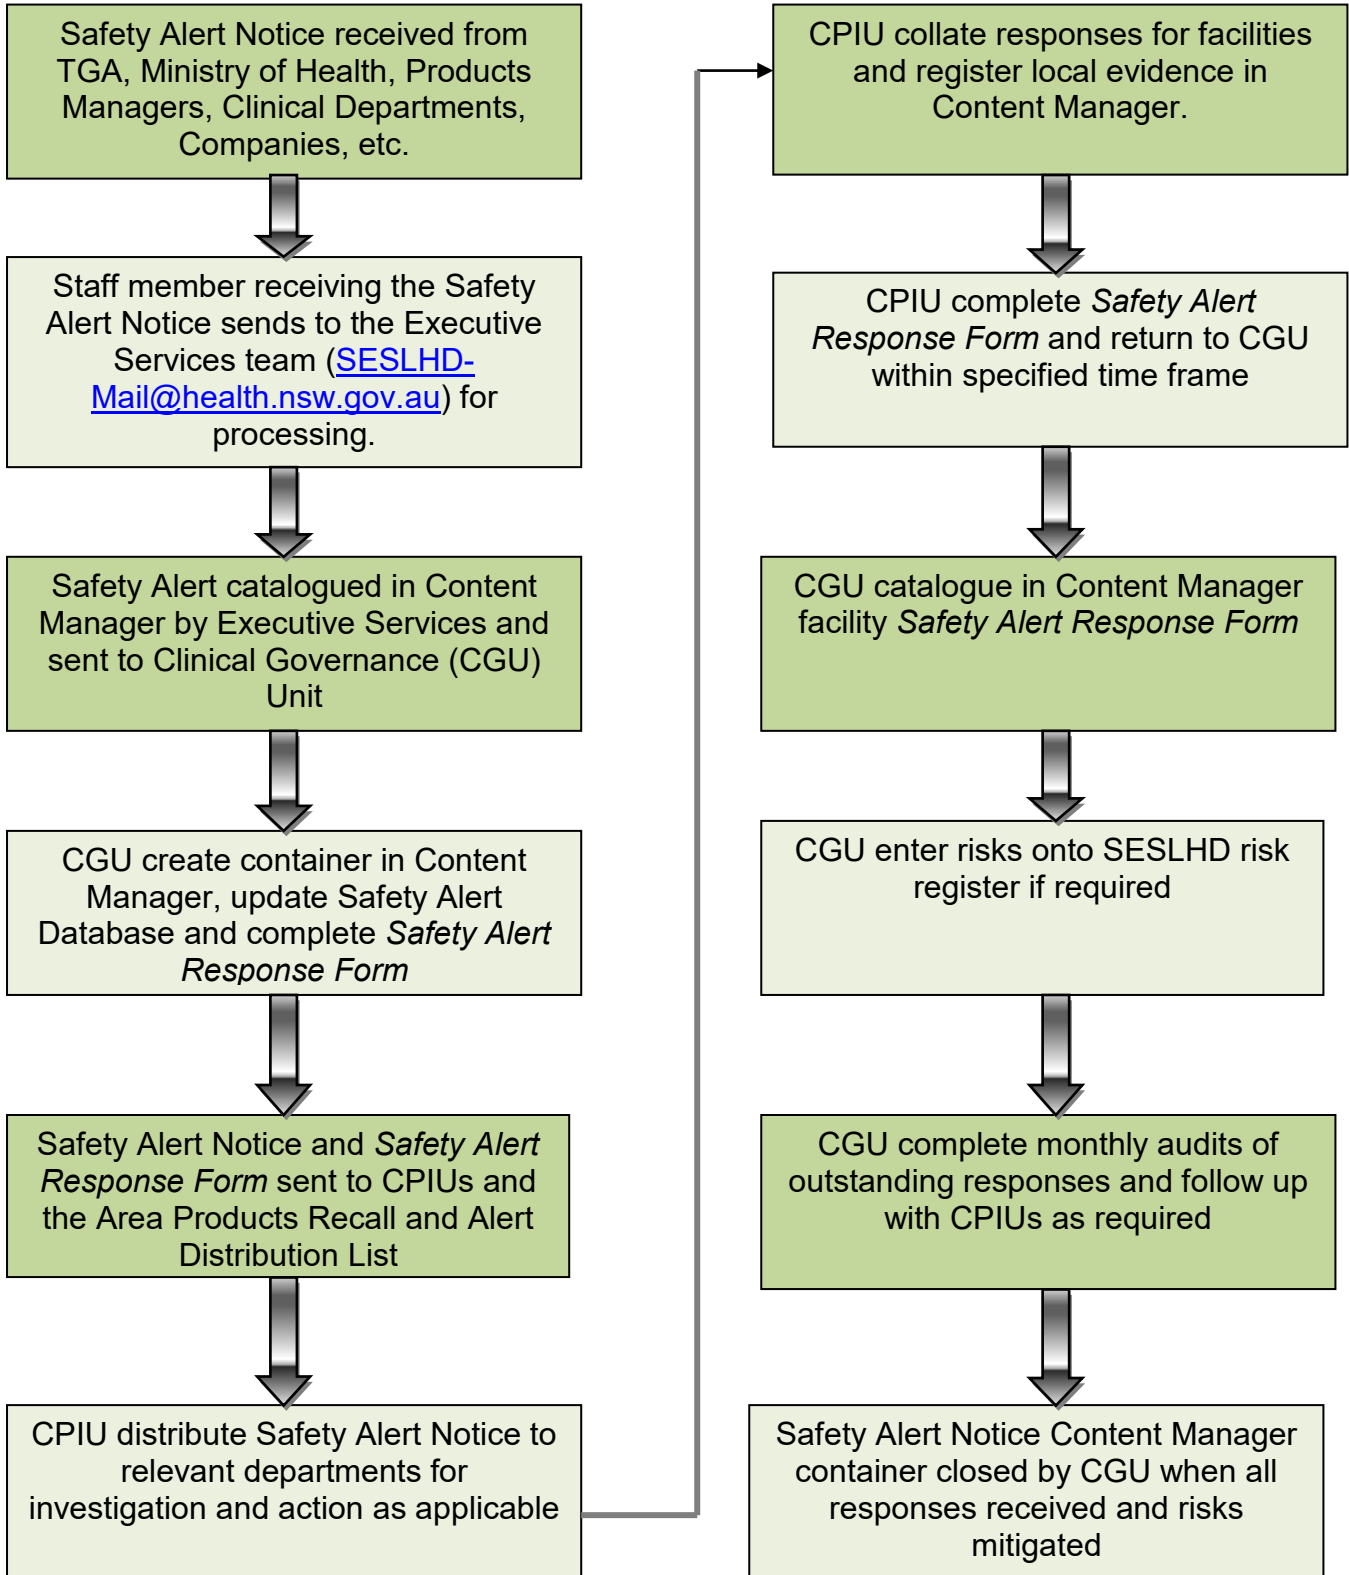 Safety Alert Notice received from
TGA, Ministry of Health, Products
Managers, Clinical Departments,
Companies, etc.
Staff member receiving the Safety
Alert Notice sends to the Executive
Services team (SESLHD-
Mail@health.nsw.gov.au) for
processing.
Safety Alert catalogued in Content
Manager by Executive Services and
sent to Clinical Governance (CGU)
Unit
CGU create container in Content
Manager, update Safety Alert
Database and complete Safety Alert
Response Form
Safety Alert Notice and Safety Alert
Response Form sent to CPIUs and
the Area Products Recall and Alert
Distribution List
CPIU distribute Safety Alert Notice to
relevant departments for
investigation and action as applicable
CPIU collate responses for facilities
and register local evidence in
Content Manager.
CPIU complete Safety Alert
Response Form and return to CGU
within specified time frame
CGU catalogue in Content Manager
facility Safety Alert Response Form
CGU enter risks onto SESLHD risk
register if required
CGU complete monthly audits of
outstanding responses and follow up
with CPIUs as required
Safety Alert Notice Content Manager
container closed by CGU when all
responses received and risks
mitigated